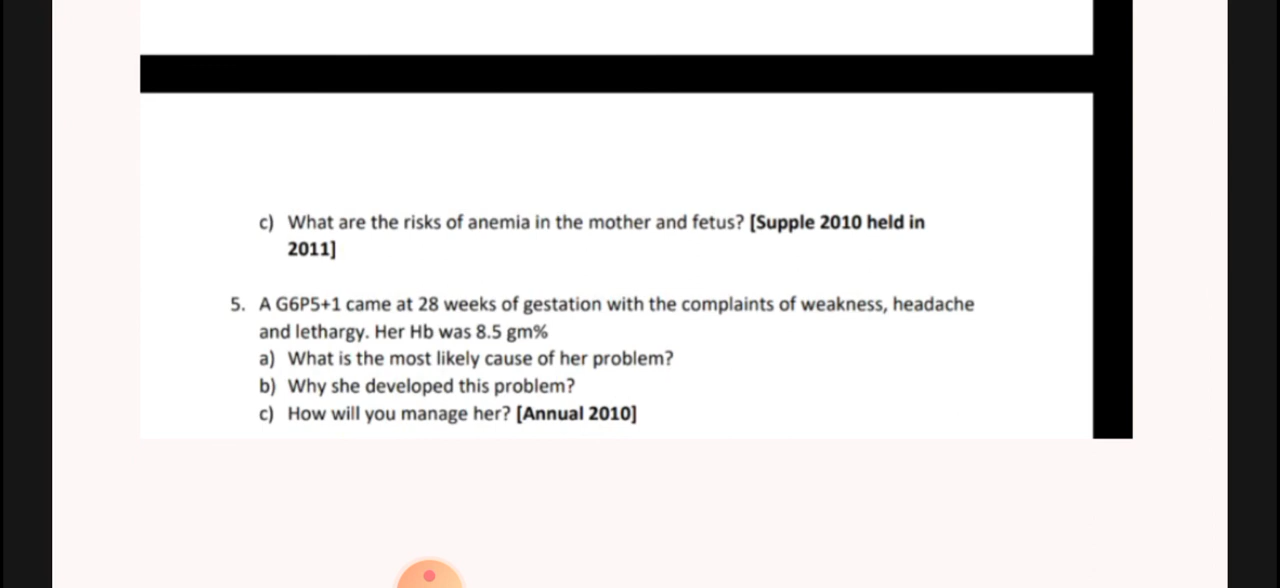 c) What are the risks of anemia in the mother and fetus? [Supple 2010 held in
2011]
5. A G6P5+1 came at 28 weeks of gestation with the complaints of weakness, headache
and lethargy. Her Hb was 8.5 gm%
a) What is the most likely cause of her problem?
b) Why she developed this problem?
c) How will you manage her? [Annual 2010]